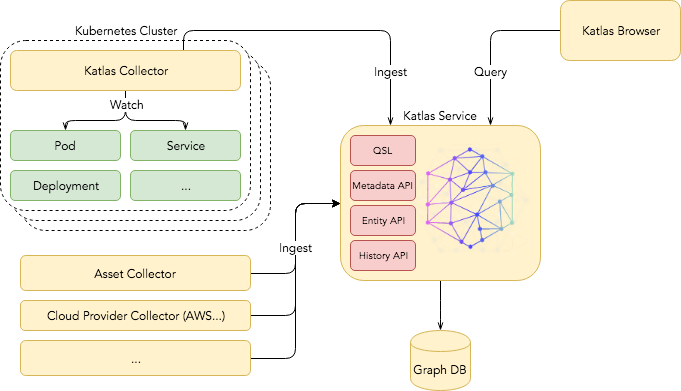 Kubernetes Cluster
Katlas Collector
Watch
Pod
Service
Deployment
...
Ingest
Query
Katlas Browser
Katlas Service
QSL
Metadata API
Entity API
History API
Ingest
Asset Collector
Cloud Provider Collector (AWS...)
...
Graph DB